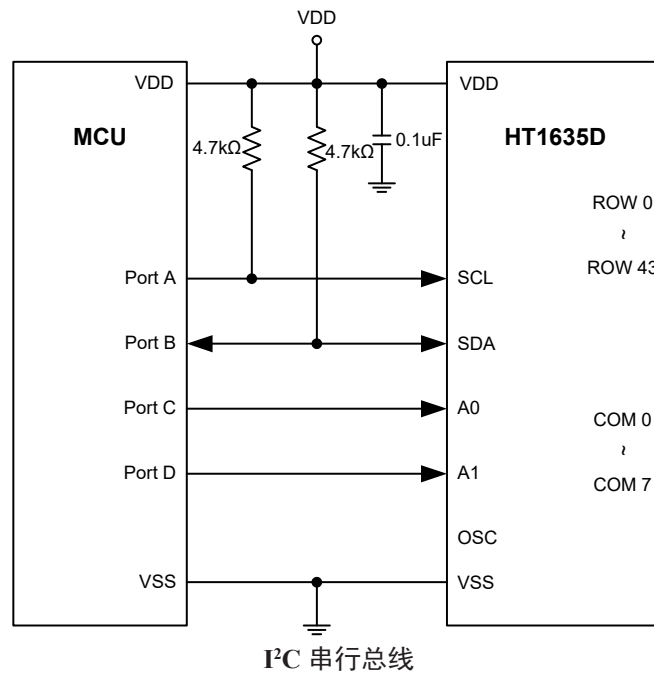 VDD
VDD
VDD
MCU
4.7kΩ
4.7kΩ
0.1uF
HT1635D
ROW 0
~
ROW 43
Port A
SCL
Port B
SDA
Port C
A0
COM 0
~
Port D
A1
COM 7
OSC
VSS
VSS
I²C 串行总线